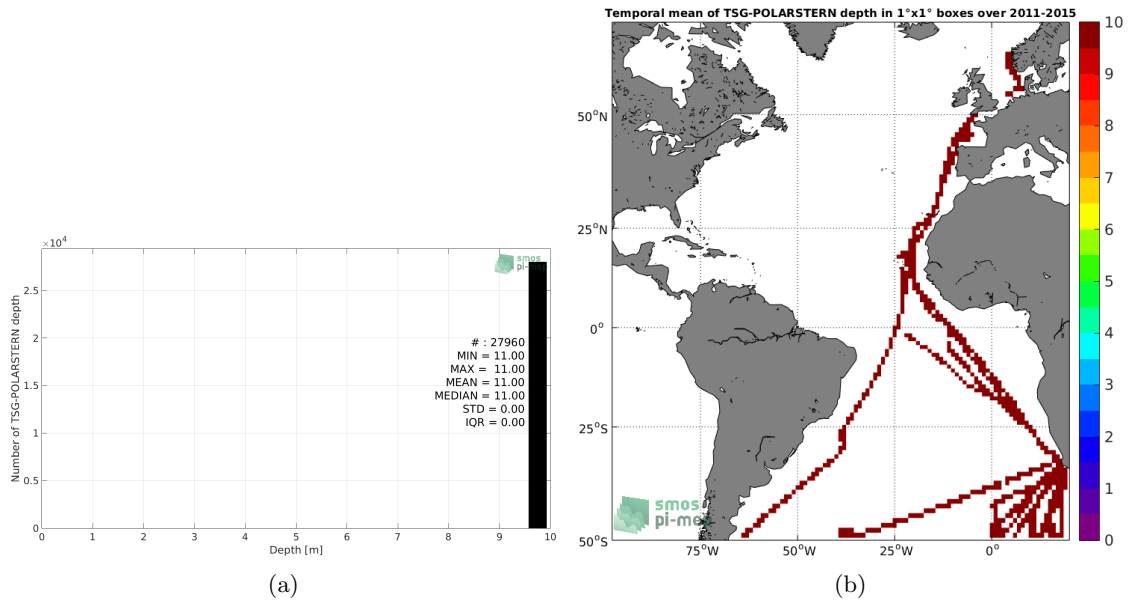 ×10⁴
2.5
2
1.5
1
0.5
0
Number of TSG-POLARSTERN depth
smos
pi-mep
# : 27960
MIN = 11.00
MAX = 11.00
MEAN = 11.00
MEDIAN = 11.00
STD = 0.00
IQR = 0.00
0 1 2 3 4 5 6 7 8 9 10
Depth [m]
(a)
Temporal mean of TSG-POLARSTERN depth in 1°x1° boxes over 2011-2015
50°N
25°N
0°
25°S
50°S
75°W 50°W 25°W 0°
smos
pi-mep
10
9
8
7
6
5
4
3
2
1
0
(b)